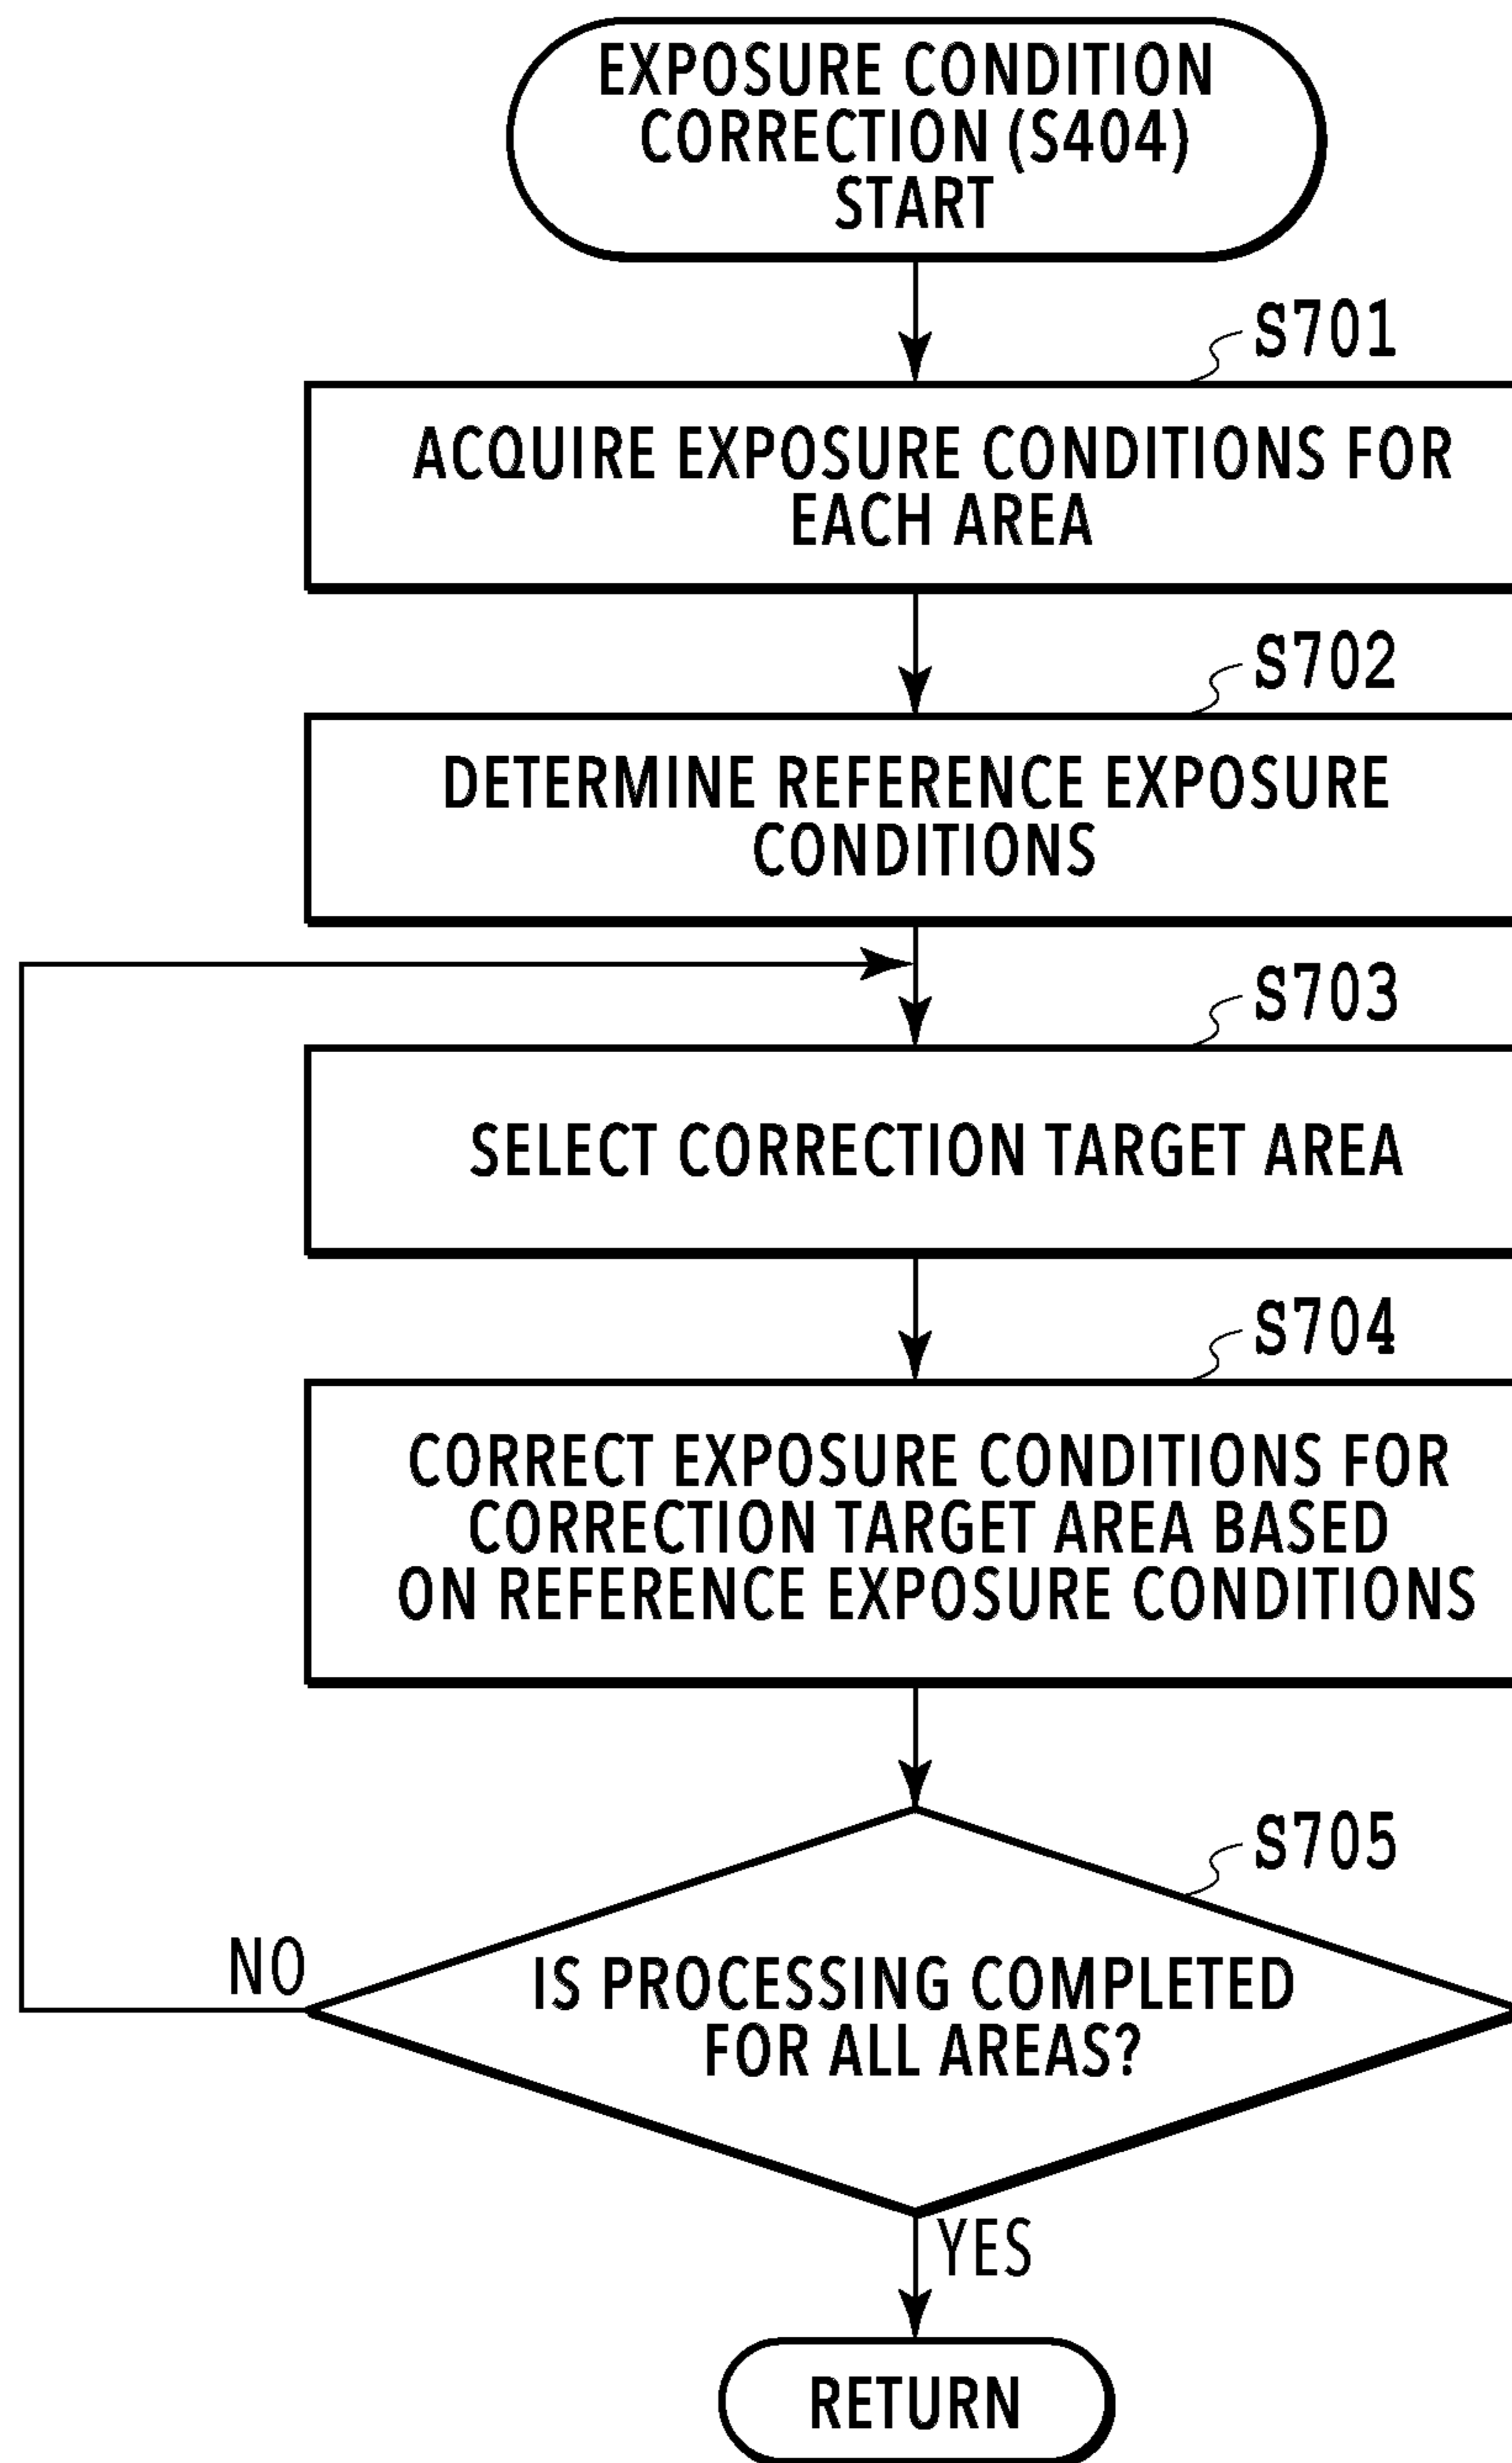 EXPOSURE CONDITION
CORRECTION (S404)
START
S701
ACQUIRE EXPOSURE CONDITIONS FOR
EACH AREA
S702
DETERMINE REFERENCE EXPOSURE
CONDITIONS
S703
SELECT CORRECTION TARGET AREA
S704
CORRECT EXPOSURE CONDITIONS FOR
CORRECTION TARGET AREA BASED
ON REFERENCE EXPOSURE CONDITIONS
S705
NO
IS PROCESSING COMPLETED
FOR ALL AREAS?
YES
RETURN